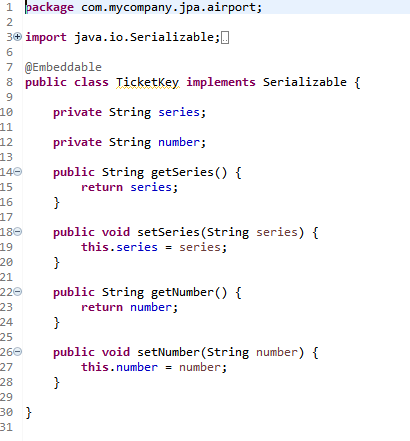 1 package com.mycompany.jpa.airport;
2
3 import java.io.Serializable;
6
7 @Embeddable
8 public class TicketKey implements Serializable {
9
10     private String series;
11
12     private String number;
13
14     public String getSeries() {
15         return series;
16     }
17
18     public void setSeries(String series) {
19         this.series = series;
20     }
21
22     public String getNumber() {
23         return number;
24     }
25
26     public void setNumber(String number) {
27         this.number = number;
28     }
29
30 }
31